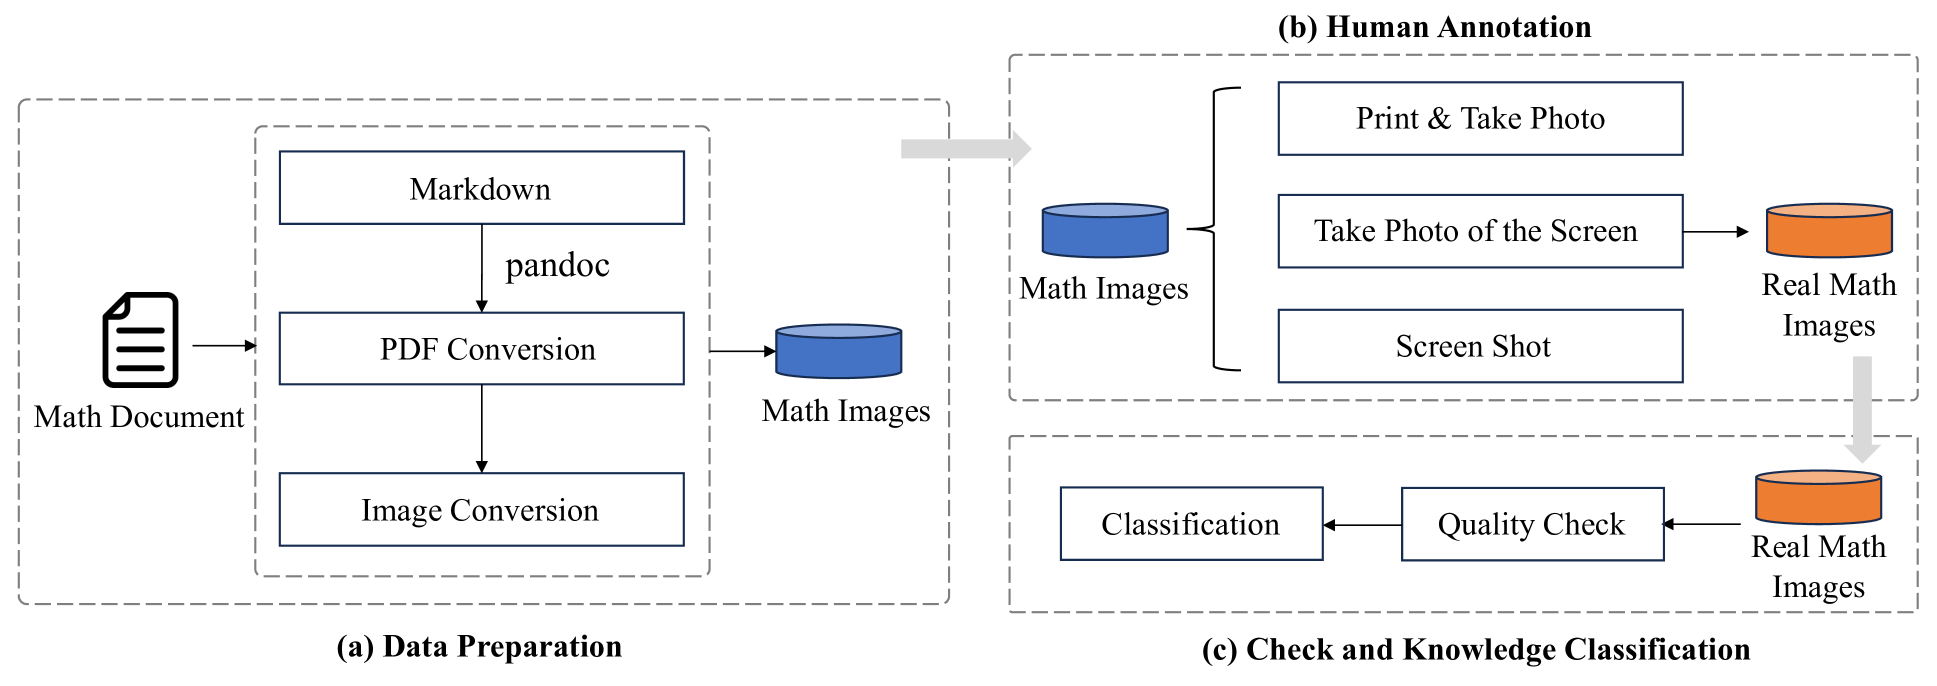 Math Document
Markdown
pandoc
PDF Conversion
Image Conversion
Math Images
(a) Data Preparation
(b) Human Annotation
Math Images
Print & Take Photo
Take Photo of the Screen
Screen Shot
Real Math
Images
Real Math
Images
Quality Check
Classification
(c) Check and Knowledge Classification